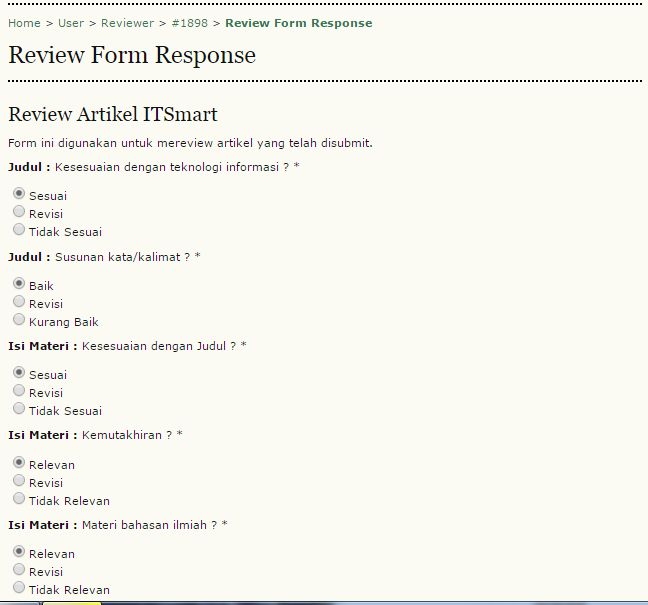 Home > User > Reviewer > #1898 > Review Form Response
Review Form Response
Review Artikel ITSmart
Form ini digunakan untuk mereview artikel yang telah disubmit.
Judul : Kesesuaian dengan teknologi informasi ? *
Sesuai
Revisi
Tidak Sesuai
Judul : Susunan kata/kalimat ? *
Baik
Revisi
Kurang Baik
Isi Materi : Kesesuaian dengan Judul ? *
Sesuai
Revisi
Tidak Sesuai
Isi Materi : Kemutakhiran ? *
Relevan
Revisi
Tidak Relevan
Isi Materi : Materi bahasan ilmiah ? *
Relevan
Revisi
Tidak Relevan